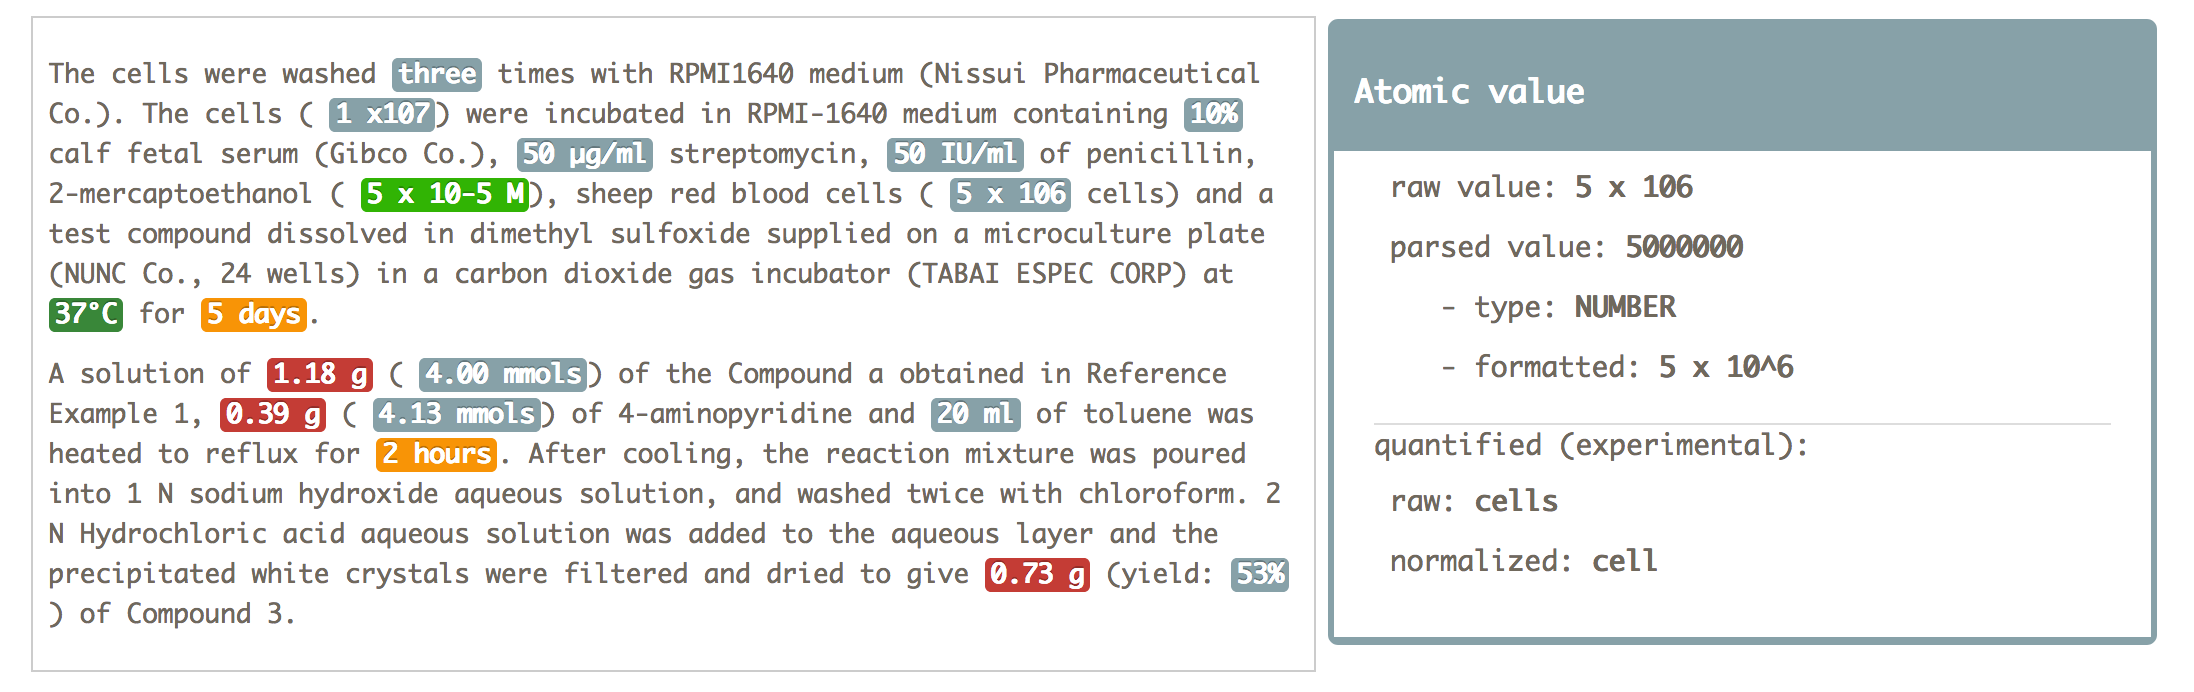 The cells were washed three times with RPMI1640 medium (Nissui Pharmaceutical
Co.). The cells ( 1 x107) were incubated in RPMI-1640 medium containing 10%
calf fetal serum (Gibco Co.), 50 µg/ml streptomycin, 50 IU/ml of penicillin,
2-mercaptoethanol ( 5 x 10-5 M), sheep red blood cells ( 5 x 106 cells) and a
test compound dissolved in dimethyl sulfoxide supplied on a microculture plate
(NUNC Co., 24 wells) in a carbon dioxide gas incubator (TABAI ESPEC CORP) at
37°C for 5 days.
A solution of 1.18 g ( 4.00 mmols) of the Compound a obtained in Reference
Example 1, 0.39 g ( 4.13 mmols) of 4-aminopyridine and 20 ml of toluene was
heated to reflux for 2 hours. After cooling, the reaction mixture was poured
into 1 N sodium hydroxide aqueous solution, and washed twice with chloroform. 2
N Hydrochloric acid aqueous solution was added to the aqueous layer and the
precipitated white crystals were filtered and dried to give 0.73 g (yield: 53%
) of Compound 3.
Atomic value
raw value: 5 x 106
parsed value: 5000000
- type: NUMBER
- formatted: 5 x 10^6
quantified (experimental):
raw: cells
normalized: cell